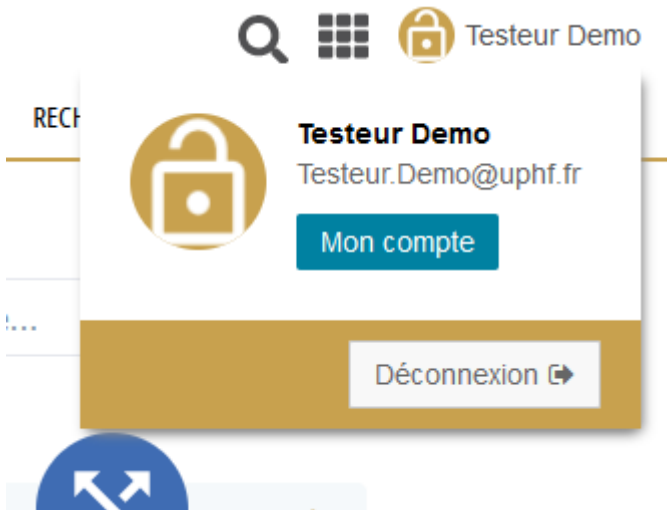 Testeur Demo
RECH
Testeur Demo
Testeur.Demo@uphf.fr
Mon compte
e...
Déconnexion